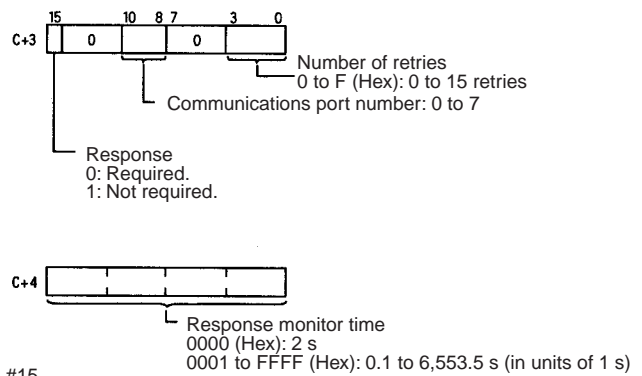 15 10 8 7 3 0
C+3 0 0
Number of retries
0 to F (Hex): 0 to 15 retries
Communications port number: 0 to 7
Response
0: Required.
1: Not required.
C+4
Response monitor time
0000 (Hex): 2 s
0001 to FFFF (Hex): 0.1 to 6,553.5 s (in units of 1 s)
#15